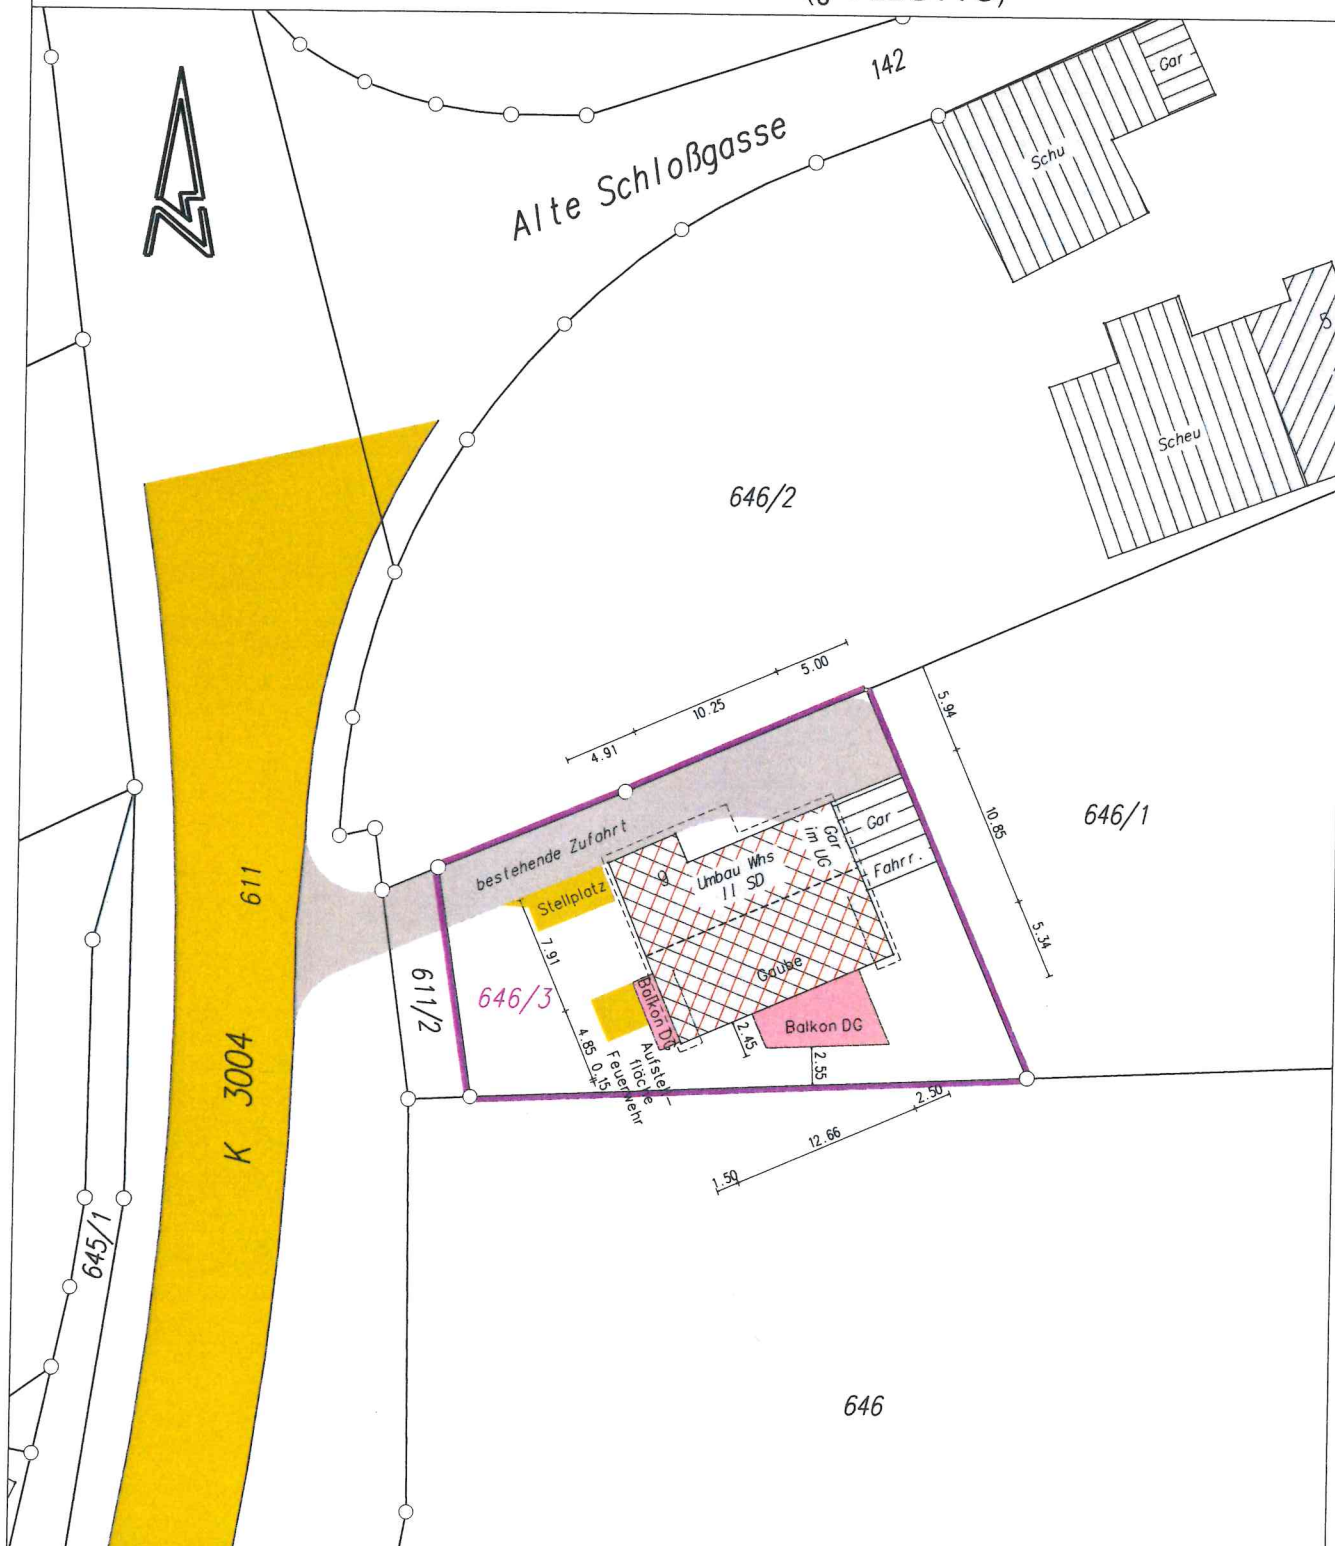 142
Gar
Alte Schloßgasse
Schu
5
Scheu
646/2
5.00
10.25
4.91
5.94
10.85
5.34
646/1
Gar
Fahrr.
Gar
im UG
bestehende Zufahrt
9
Umbau Whs
II SD
Stellplatz
611
7.91
Gaube
611/2
646/3
Balkon DG
Balkon DG
2.45
2.55
4.85
0.15
Aufstell-
fläche
Feuerwehr
K 3004
2.50
12.66
1.50
645/1
646